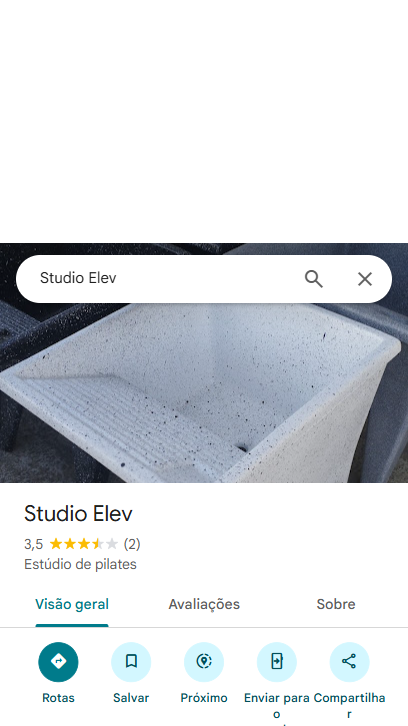 Studio Elev
Studio Elev
3,5 (2)
Estúdio de pilates
Visão geral Avaliações Sobre
Rotas Salvar Próximo Enviar para Compartilha
o r